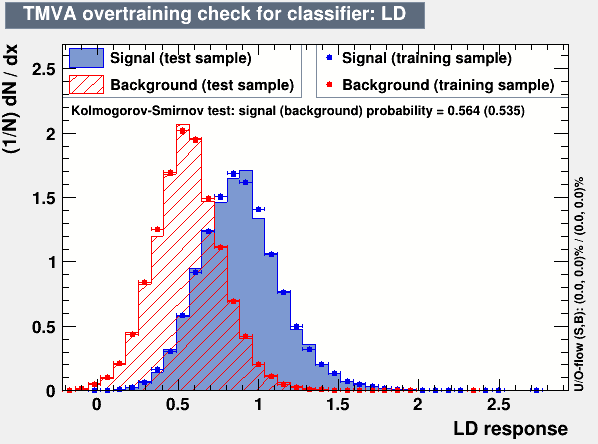 TMVA overtraining check for classifier: LD
Signal (test sample)
Background (test sample)
Signal (training sample)
Background (training sample)
Kolmogorov-Smirnov test: signal (background) probability = 0.564 (0.535)
(1/N) dN / dx
2.5
2
1.5
1
0.5
0
0 0.5 1 1.5 2 2.5
LD response
U/O-flow (S,B): (0.0, 0.0)% / (0.0, 0.0)%